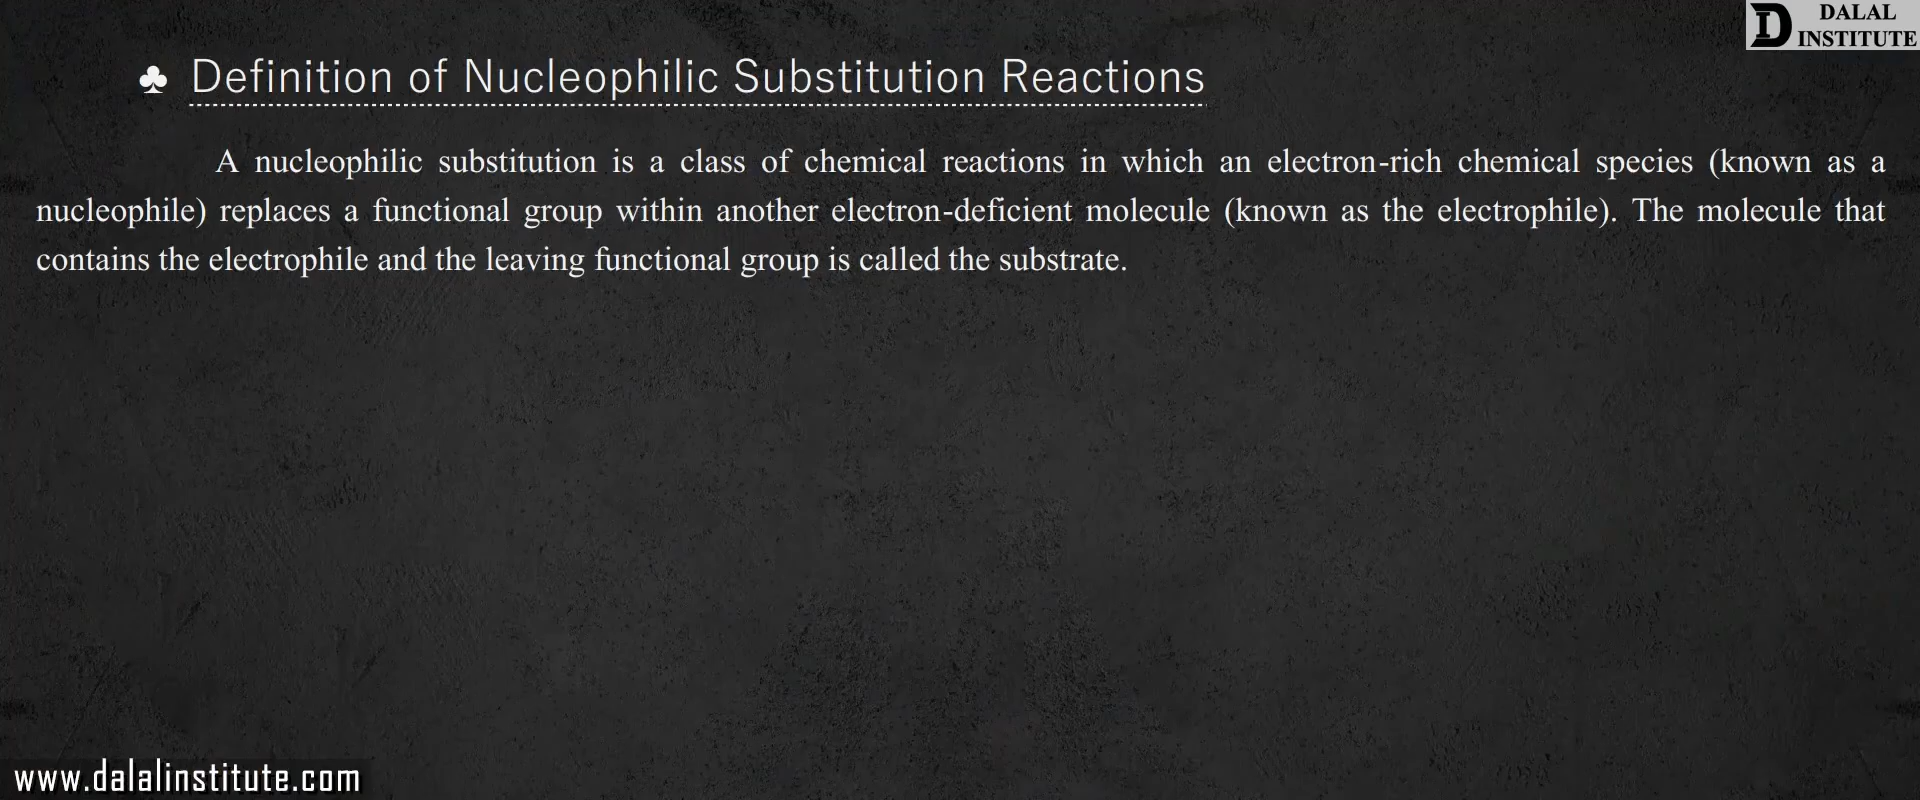 DALAL
INSTITUTE
♣ Definition of Nucleophilic Substitution Reactions
A nucleophilic substitution is a class of chemical reactions in which an electron-rich chemical species (known as a
nucleophile) replaces a functional group within another electron-deficient molecule (known as the electrophile). The molecule that
contains the electrophile and the leaving functional group is called the substrate.
www.dalalinstitute.com